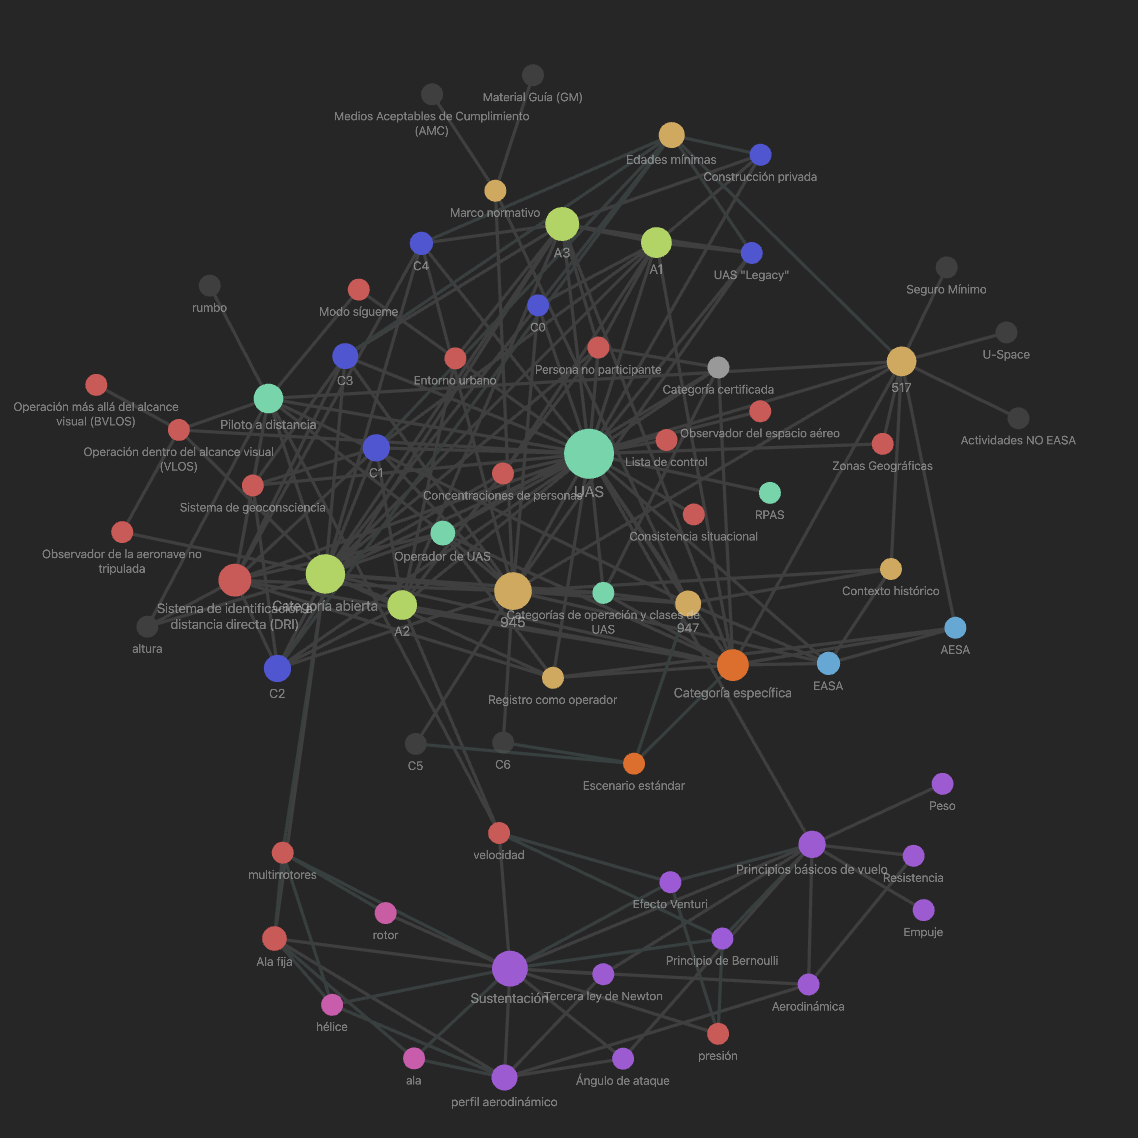 Material Guía (GM)
Medios Aceptables de Cumplimiento
(AMC)
Edades mínimas
Construcción privada
Marco normativo
A3
A1
C4
UAS "Legacy"
Seguro Mínimo
rumbo
Modo sígueme
C0
U-Space
Persona no participante
C3
Entorno urbano
Categoría certificada
517
Operación más allá del alcance
visual (BVLOS)
Piloto a distancia
Observador del espacio aéreo
Actividades NO EASA
Operación dentro del alcance visual
(VLOS)
C1
Lista de control
Zonas Geográficas
Concentraciones de personas
UAS
Sistema de geoconsciencia
RPAS
Consistencia situacional
Observador de la aeronave no
tripulada
Operador de UAS
Contexto histórico
Sistema de identificación a
distancia directa (DRI)
Categoría abierta
945
Categorías de operación y clases de
UAS
947
A2
altura
AESA
C2
Registro como operador
Categoría específica
EASA
C5
C6
Escenario estándar
Peso
velocidad
Principios básicos de vuelo
multirrotores
Resistencia
Efecto Venturi
rotor
Empuje
Ala fija
Principio de Bernoulli
Sustentación
Tercera ley de Newton
Aerodinámica
hélice
presión
ala
Ángulo de ataque
perfil aerodinámico